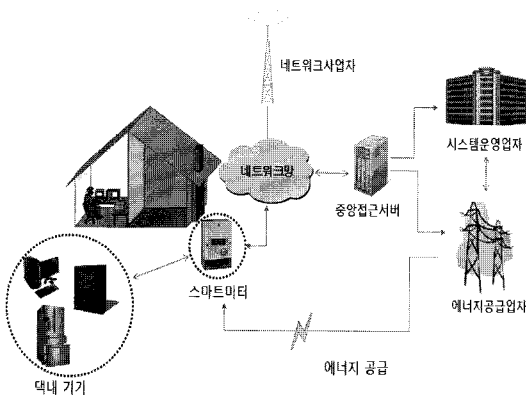 네트워크사업자
네트워크망
시스템운영업자
중앙접근서버
스마트미터
에너지공급업자
댁내 기기
에너지 공급